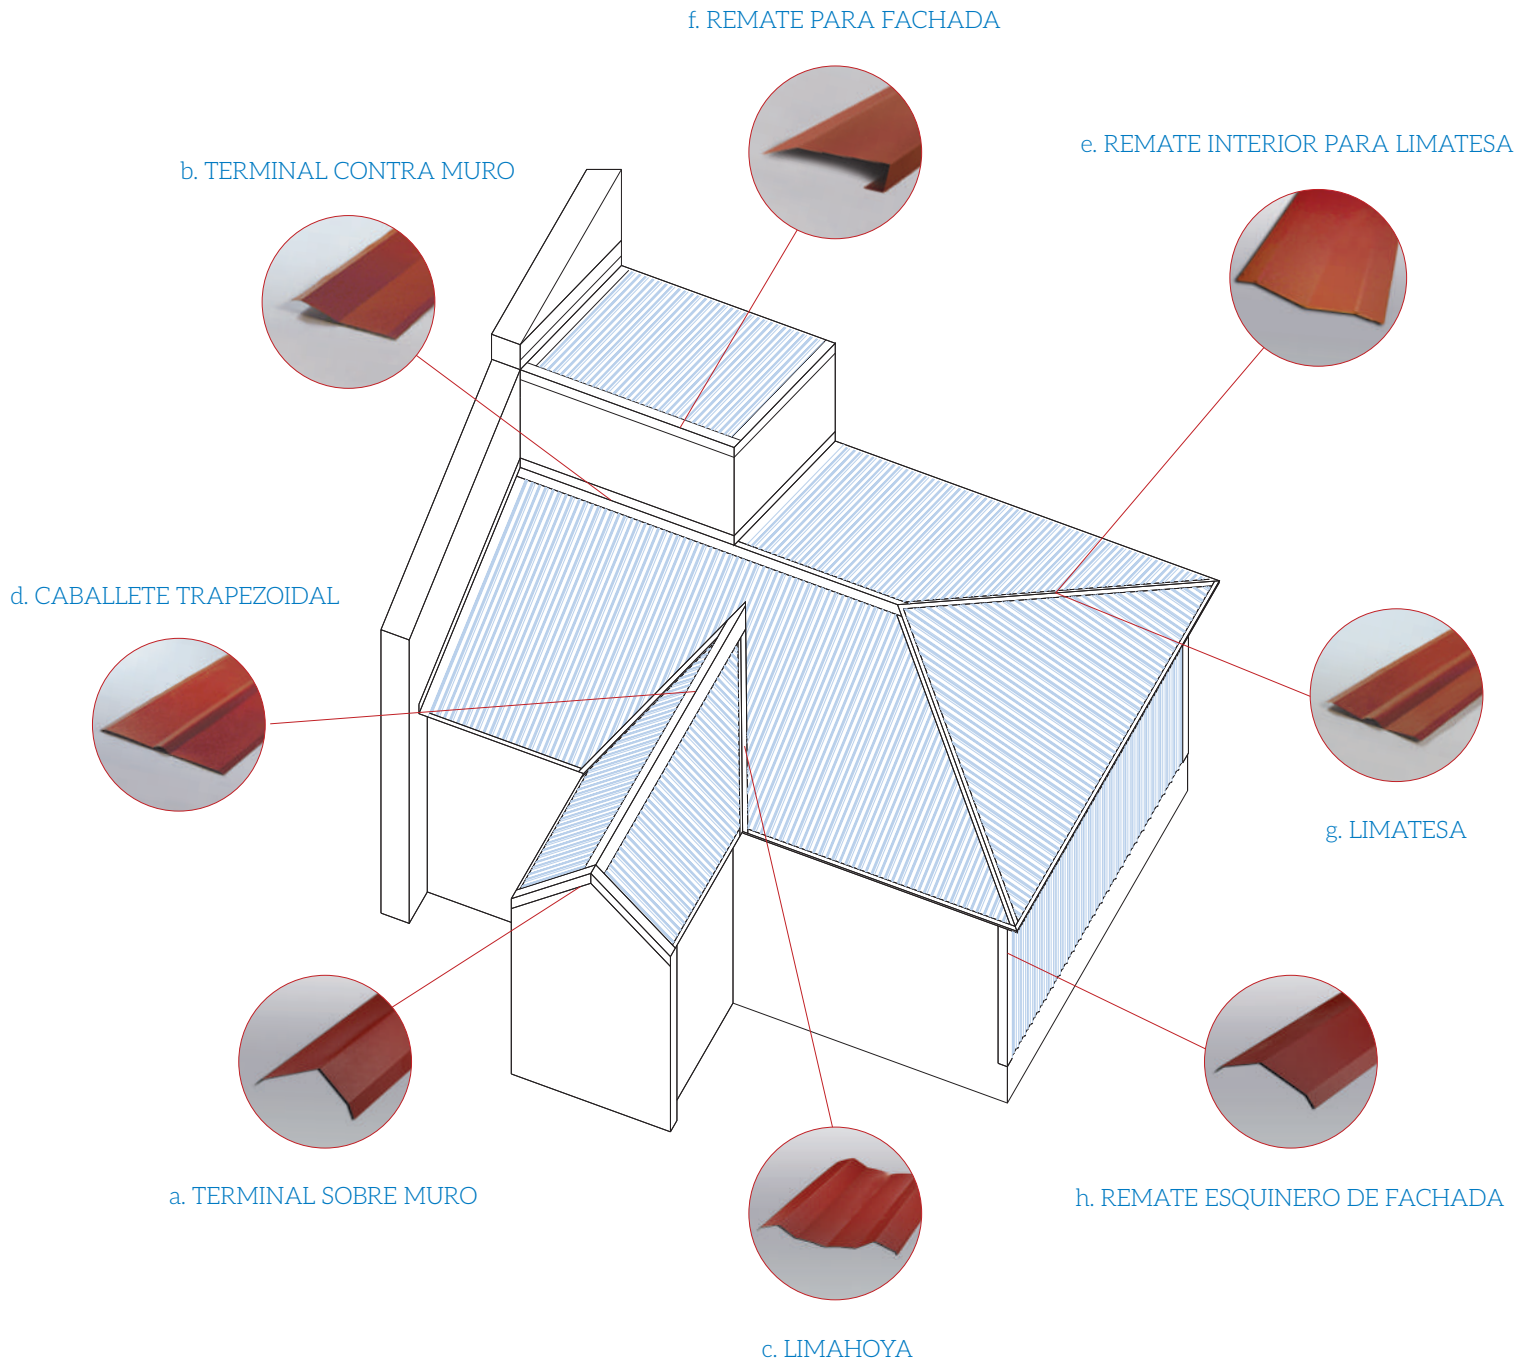 f. REMATE PARA FACHADA
e. REMATE INTERIOR PARA LIMATESA
b. TERMINAL CONTRA MURO
d. CABALLETE TRAPEZOIDAL
g. LIMATESA
a. TERMINAL SOBRE MURO
h. REMATE ESQUINERO DE FACHADA
c. LIMAHOYA